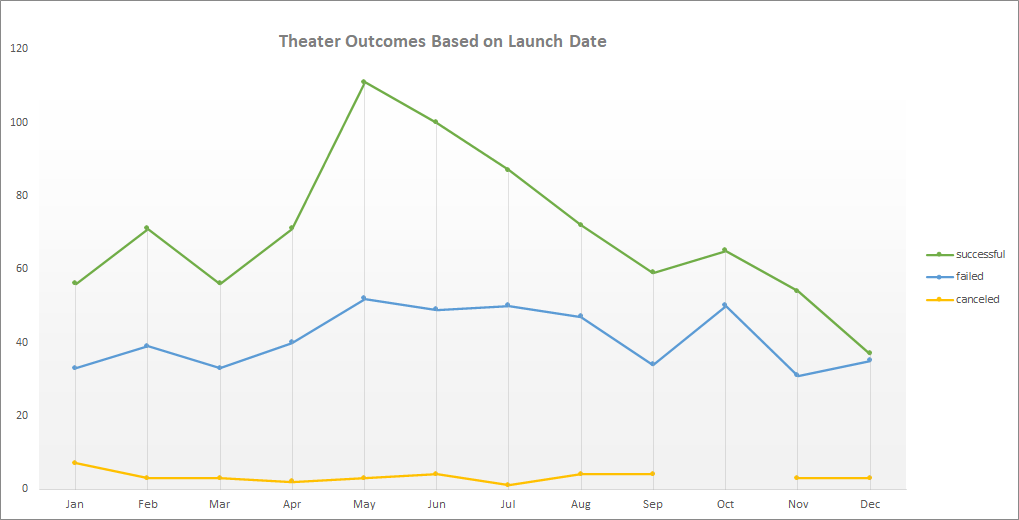 Theater Outcomes Based on Launch Date
120
100
80
60
40
20
0
Jan Feb Mar Apr May Jun Jul Aug Sep Oct Nov Dec
successful
failed
canceled